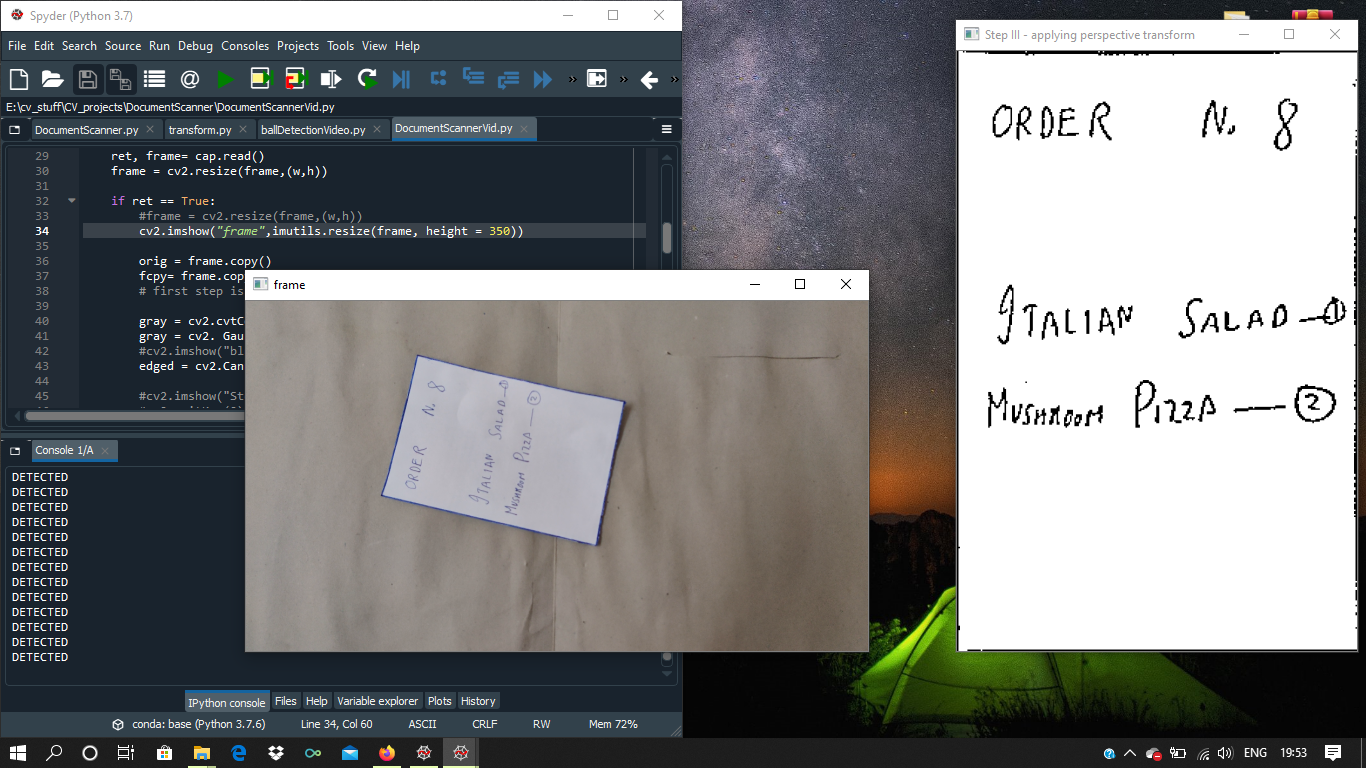 Spyder (Python 3.7)
File Edit Search Source Run Debug Consoles Projects Tools View Help
E:\cv_stuff\CV_projects\DocumentScanner\DocumentScannerVid.py
DocumentScanner.py transform.py ballDetectionVideo.py DocumentScannerVid.py
29 ret, frame= cap.read()
30 frame = cv2.resize(frame,(w,h))
31
32 if ret == True:
33 #frame = cv2.resize(frame,(w,h))
34 cv2.imshow("frame",imutils.resize(frame, height = 350))
35
36 orig = frame.copy()
37 fcpy= frame.cop
38 # first step is
39
40 gray = cv2.cvtC
41 gray = cv2. Gau
42 #cv2.imshow("bl
43 edged = cv2.Can
44
45 #cv2.imshow("St
Console 1/A
DETECTED
DETECTED
DETECTED
DETECTED
DETECTED
DETECTED
DETECTED
DETECTED
DETECTED
DETECTED
DETECTED
DETECTED
DETECTED
IPython console Files Help Variable explorer Plots History
conda: base (Python 3.7.6) Line 34, Col 60 ASCII CRLF RW Mem 72%
frame
ORDER N. 8
ITALIAN SALAD—①
MUSHROOM PIZZA — ②
Step III - applying perspective transform
ORDER N. 8
ITALIAN SALAD—①
MUSHROOM PIZZA — ②
ENG 19:53